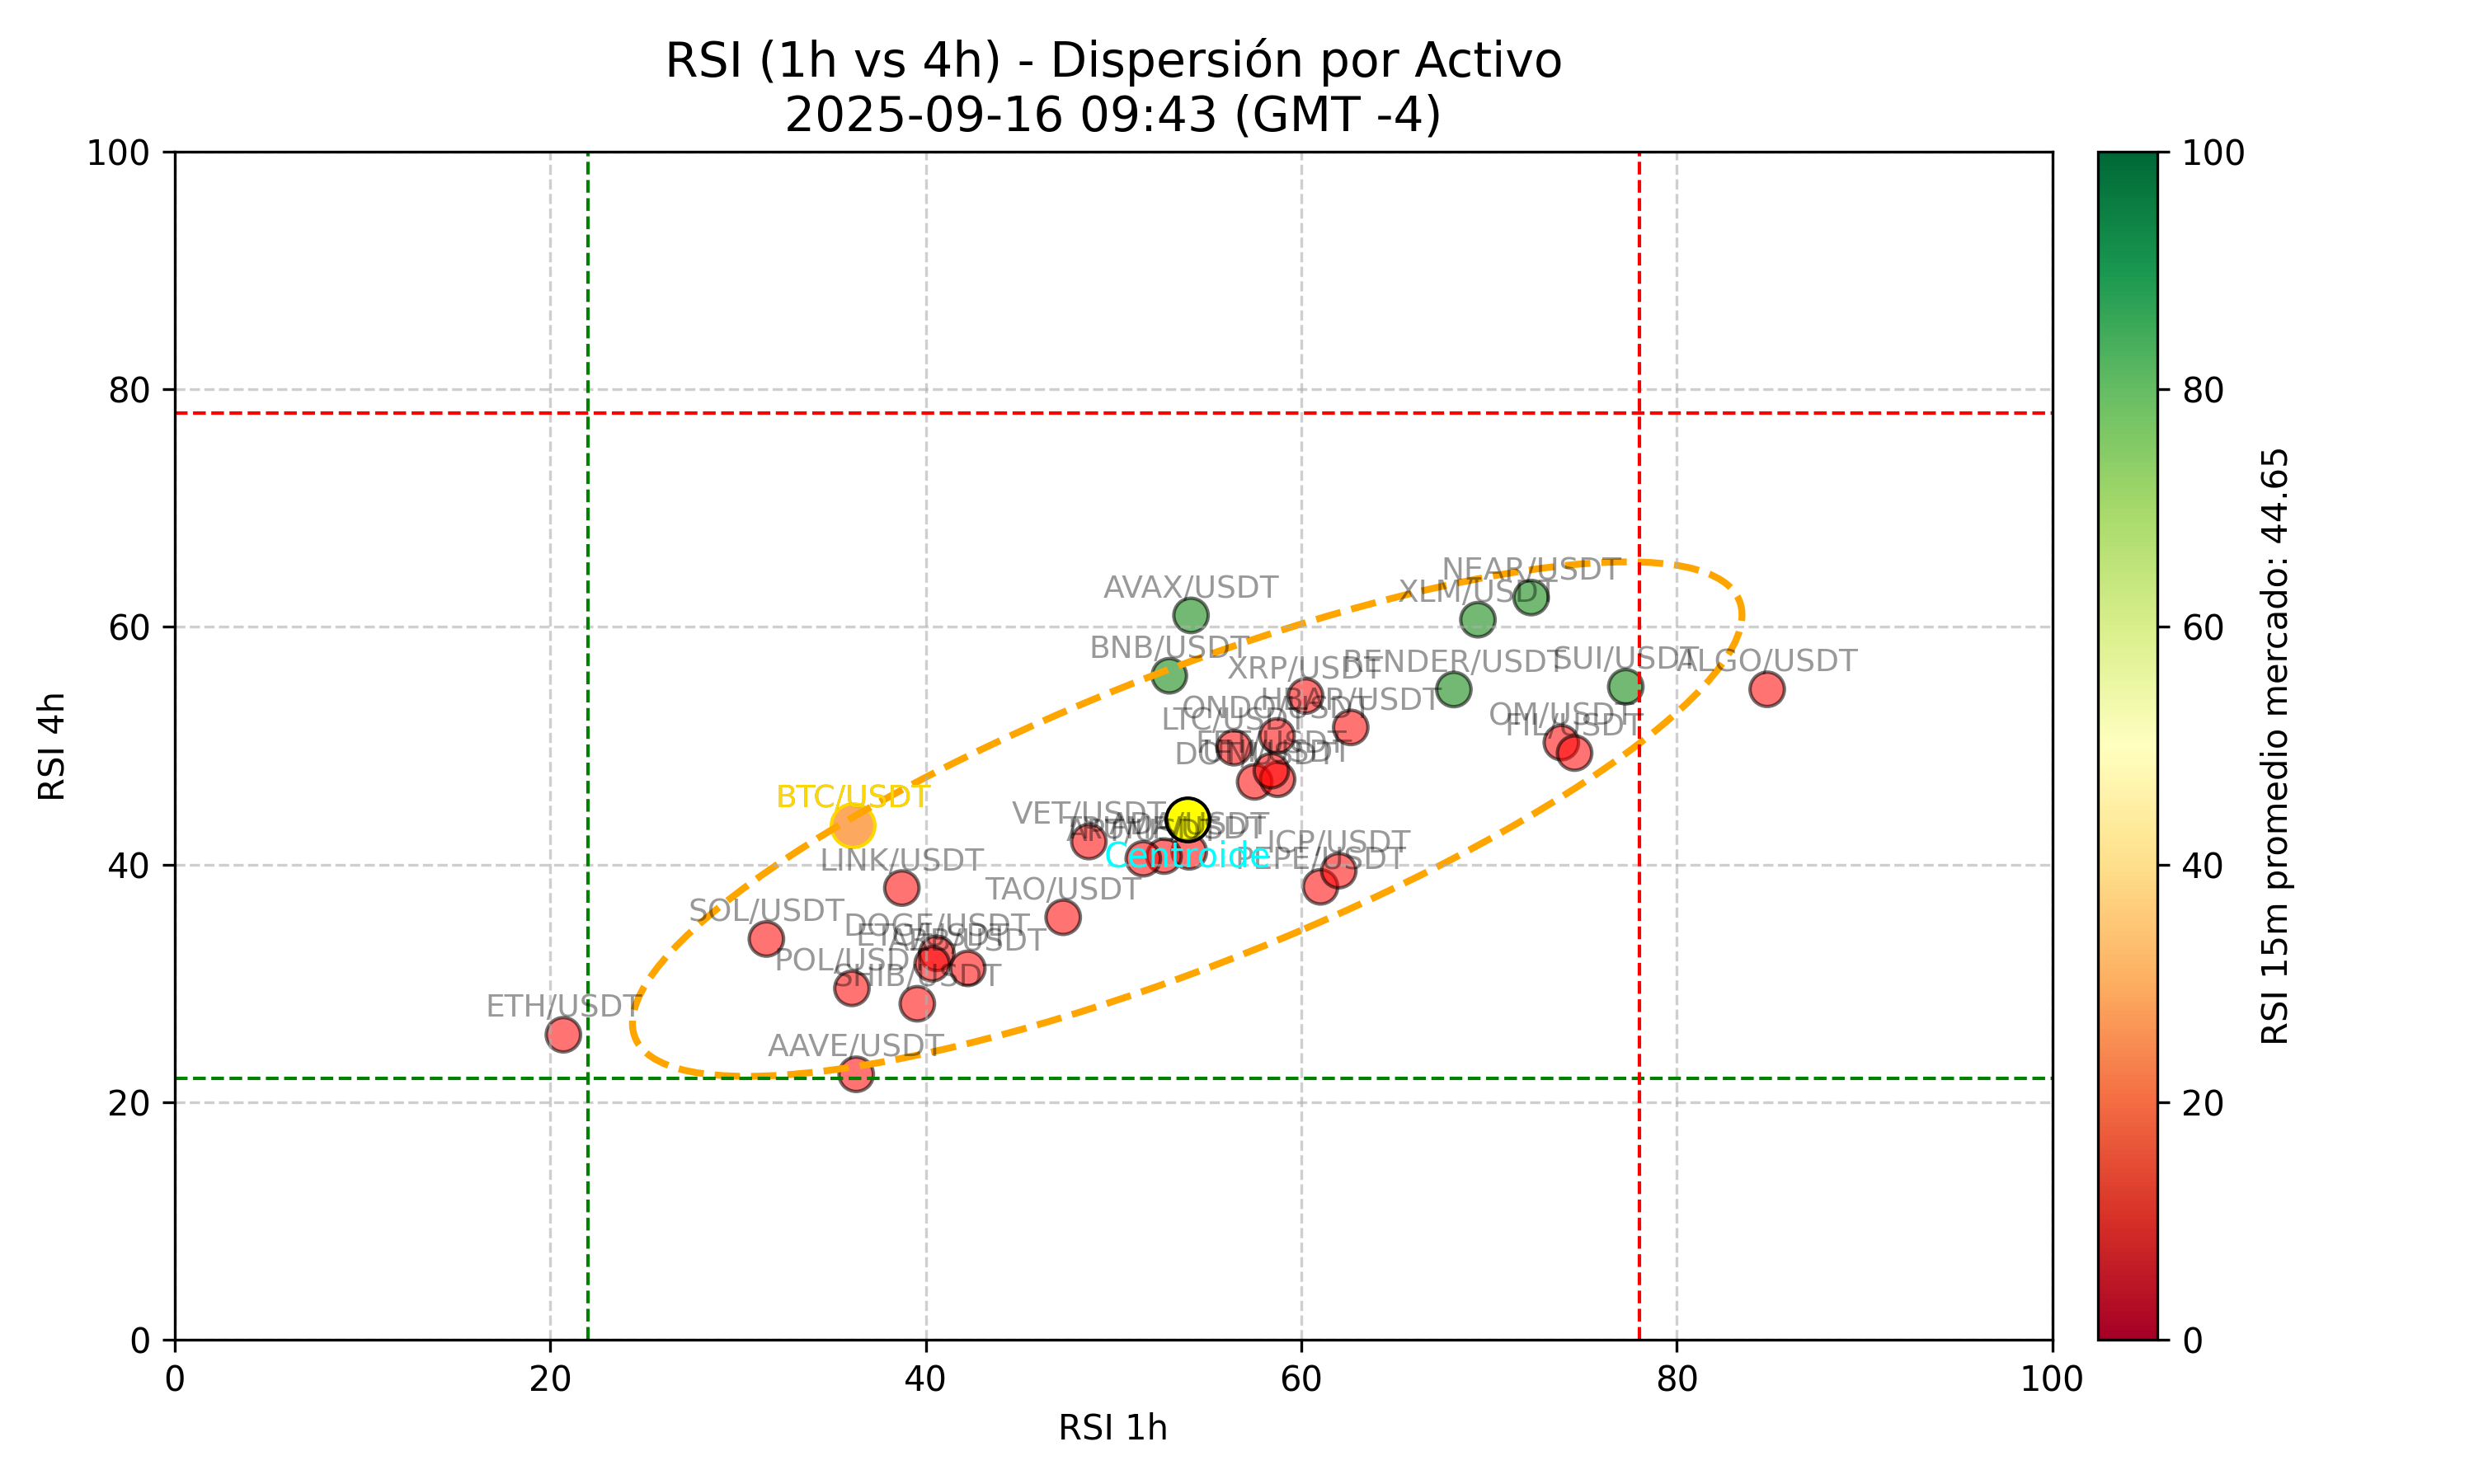 RSI (1h vs 4h) - Dispersión por Activo
2025-09-16 09:43 (GMT -4)
100
80
60
40
20
0
RSI 4h
0
20
40
60
80
100
RSI 1h
NEAR/USDT
AVAX/USDT
XLM/USDT
BNB/USDT
XRP/USDT
RENDER/USDT
SUI/USDT
ALGO/USDT
HBAR/USDT
ONDO/USDT
LTC/USDT
OM/USDT
FIL/USDT
BTC/USDT
VET/USDT
ADA/USDT
ICP/USDT
PEPE/USDT
Centroide
LINK/USDT
TAO/USDT
SOL/USDT
DOGE/USDT
POL/USDT
SHIB/USDT
ETH/USDT
AAVE/USDT
100
80
60
40
20
0
RSI 15m promedio mercado: 44.65